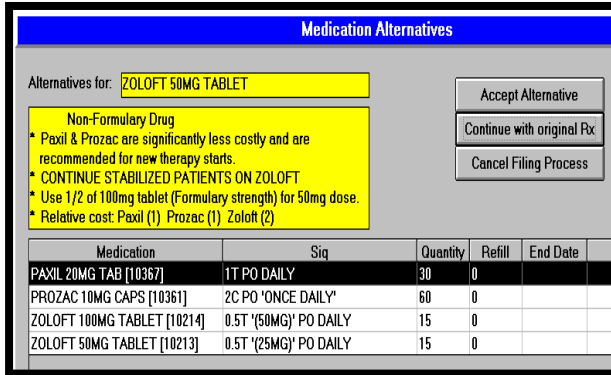 Medication Alternatives
Alternatives for: ZOLOFT 50MG TABLET
Accept Alternative
Continue with original Rx
Cancel Filing Process
Non-Formulary Drug
* Paxil & Prozac are significantly less costly and are
recommended for new therapy starts.
* CONTINUE STABILIZED PATIENTS ON ZOLOFT
* Use 1/2 of 100mg tablet (Formulary strength) for 50mg dose.
* Relative cost: Paxil (1) Prozac (1) Zoloft (2)
Medication Sig Quantity Refill End Date
PAXIL 20MG TAB [10367] 1T PO DAILY 30 0
PROZAC 10MG CAPS [10361] 2C PO 'ONCE DAILY' 60 0
ZOLOFT 100MG TABLET [10214] 0.5T '(50MG)' PO DAILY 15 0
ZOLOFT 50MG TABLET [10213] 0.5T '(25MG)' PO DAILY 15 0